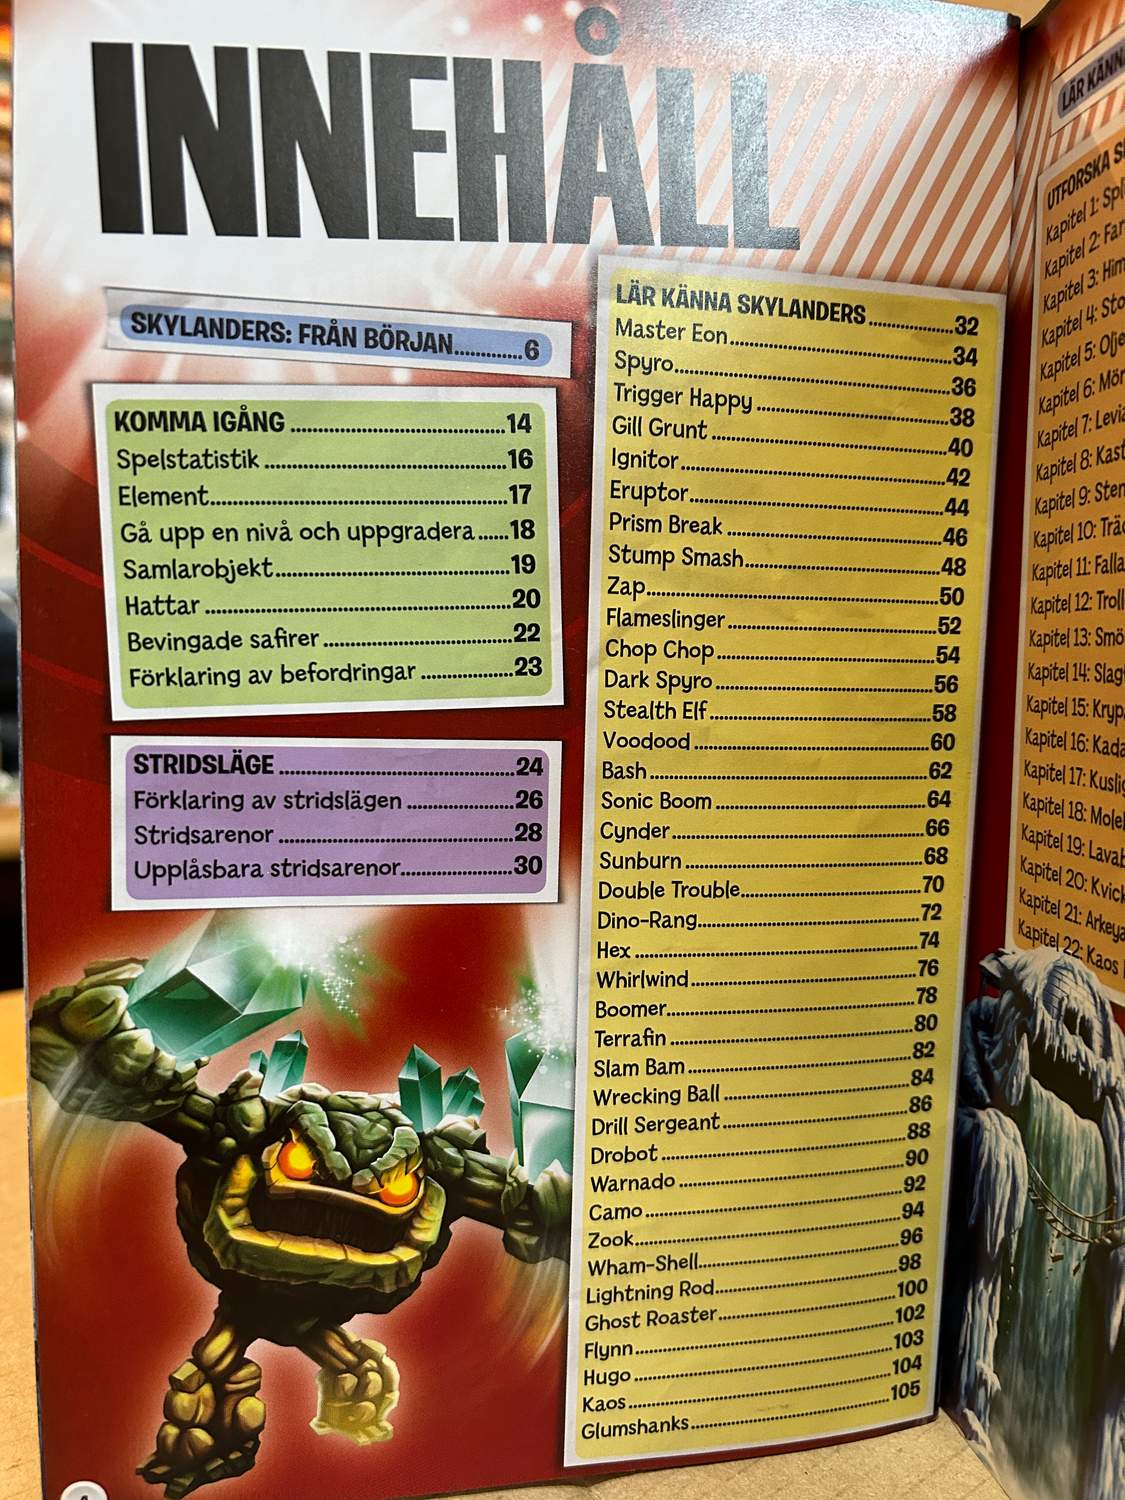 INNEHÅLL
SKYLANDERS: FRÅN BÖRJAN............6
KOMMA IGÅNG ........................14
Spelstatistik ........................16
Element........................17
Gå upp en nivå och uppgradera ......18
Samlarobjekt........................19
Hattar ........................20
Bevingade safirer ........................22
Förklaring av befordringar ................23
STRIDSLÄGE ........................24
Förklaring av stridslägen ................26
Stridsarenor ........................28
Upplåsbara stridsarenor................30
LÄR KÄNNA SKYLANDERS ................32
Master Eon........................34
Spyro........................36
Trigger Happy ........................38
Gill Grunt ........................40
Ignitor........................42
Eruptor........................44
Prism Break ........................46
Stump Smash........................48
Zap........................50
Flameslinger ........................52
Chop Chop ........................54
Dark Spyro ........................56
Stealth Elf ........................58
Voodood ........................60
Bash ........................62
Sonic Boom ........................64
Cynder........................66
Sunburn ........................68
Double Trouble........................70
Dino-Rang........................72
Hex ........................74
Whirlwind ........................76
Boomer........................78
Terrafin ........................80
Slam Bam ........................82
Wrecking Ball ........................84
Drill Sergeant ........................86
Drobot ........................88
Warnado ........................90
Camo ........................92
Zook........................94
Wham-Shell........................96
Lightning Rod........................98
Ghost Roaster........................100
Flynn........................102
Hugo ........................103
Kaos ........................104
Glumshanks........................105
LÄR
UTFORSKA
Kapitel 1:
Kapitel 2:
Kapitel 3:
Kapitel 4:
Kapitel 5:
Kapitel 6:
Kapitel 7:
Kapitel 8:
Kapitel 9:
Kapitel 10:
Kapitel 11:
Kapitel 12:
Kapitel 13:
Kapitel 14:
Kapitel 15:
Kapitel 16:
Kapitel 17:
Kapitel 18:
Kapitel 19:
Kapitel 20:
Kapitel 21:
Kapitel 22: Kaos